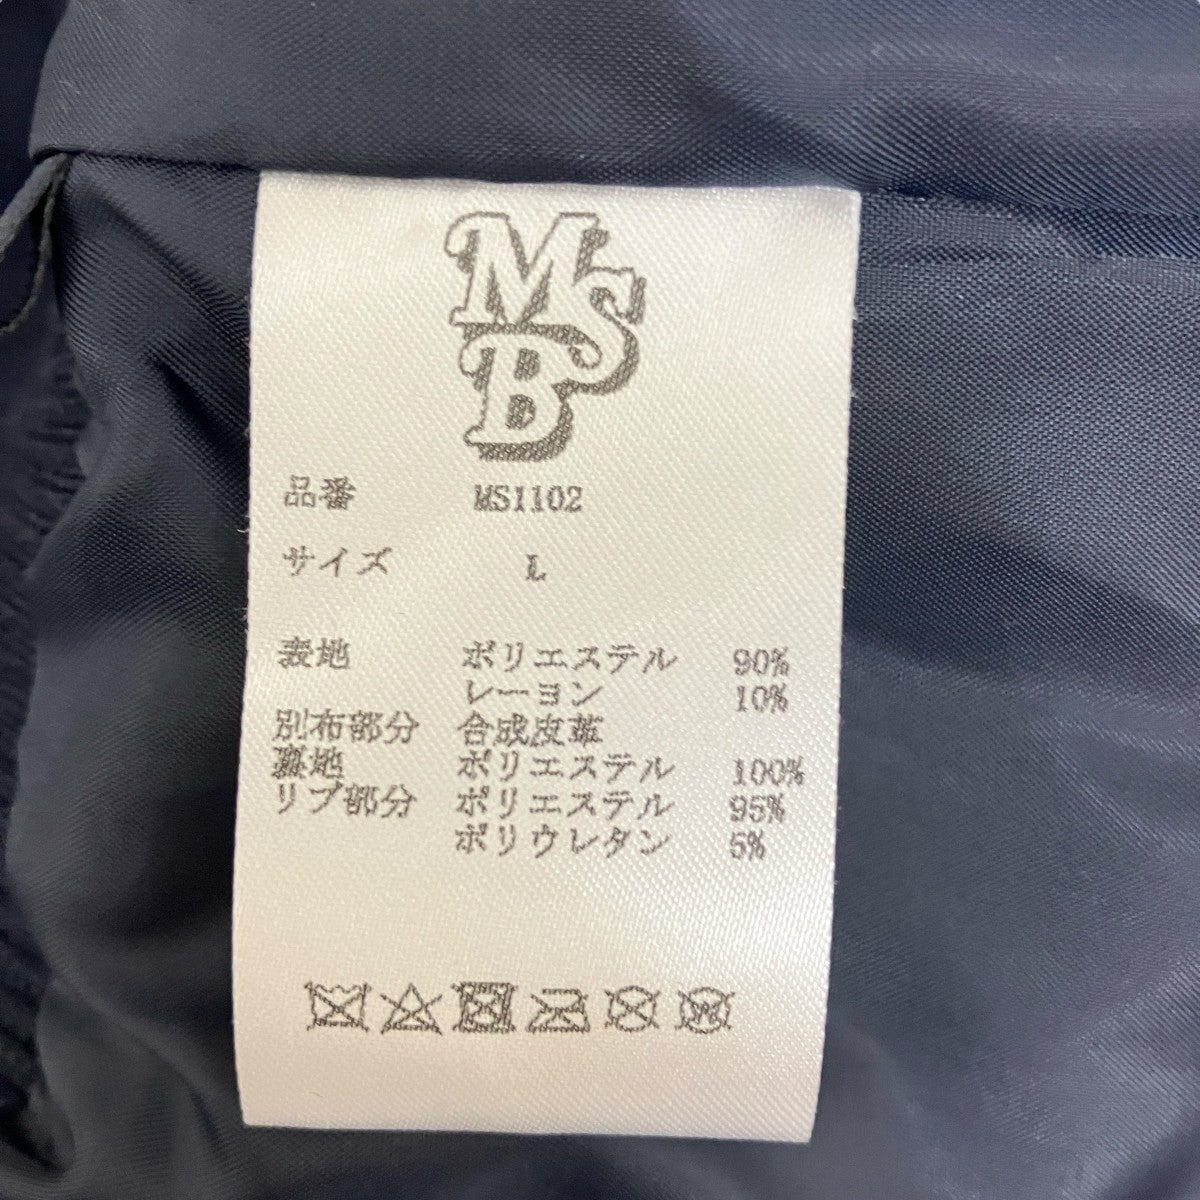 MSB
品番 MS1102
サイズ L
表地 ポリエステル 90%
レーヨン 10%
別布部分 合成皮革
裏地 ポリエステル 100%
リブ部分 ポリエステル 95%
ポリウレタン 5%
W